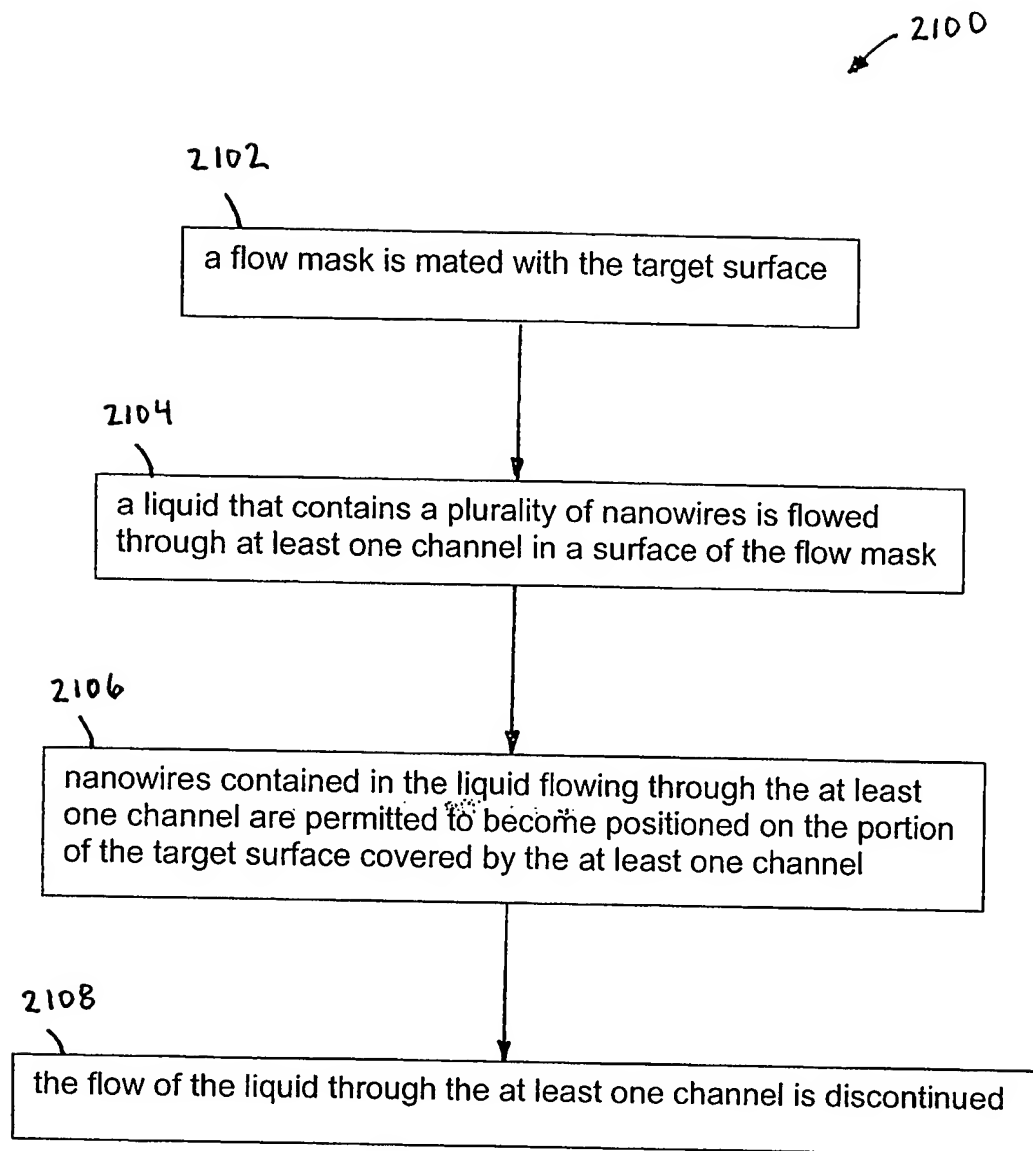 2100
2102
a flow mask is mated with the target surface
2104
a liquid that contains a plurality of nanowires is flowed
through at least one channel in a surface of the flow mask
2106
nanowires contained in the liquid flowing through the at least
one channel are permitted to become positioned on the portion
of the target surface covered by the at least one channel
2108
the flow of the liquid through the at least one channel is discontinued